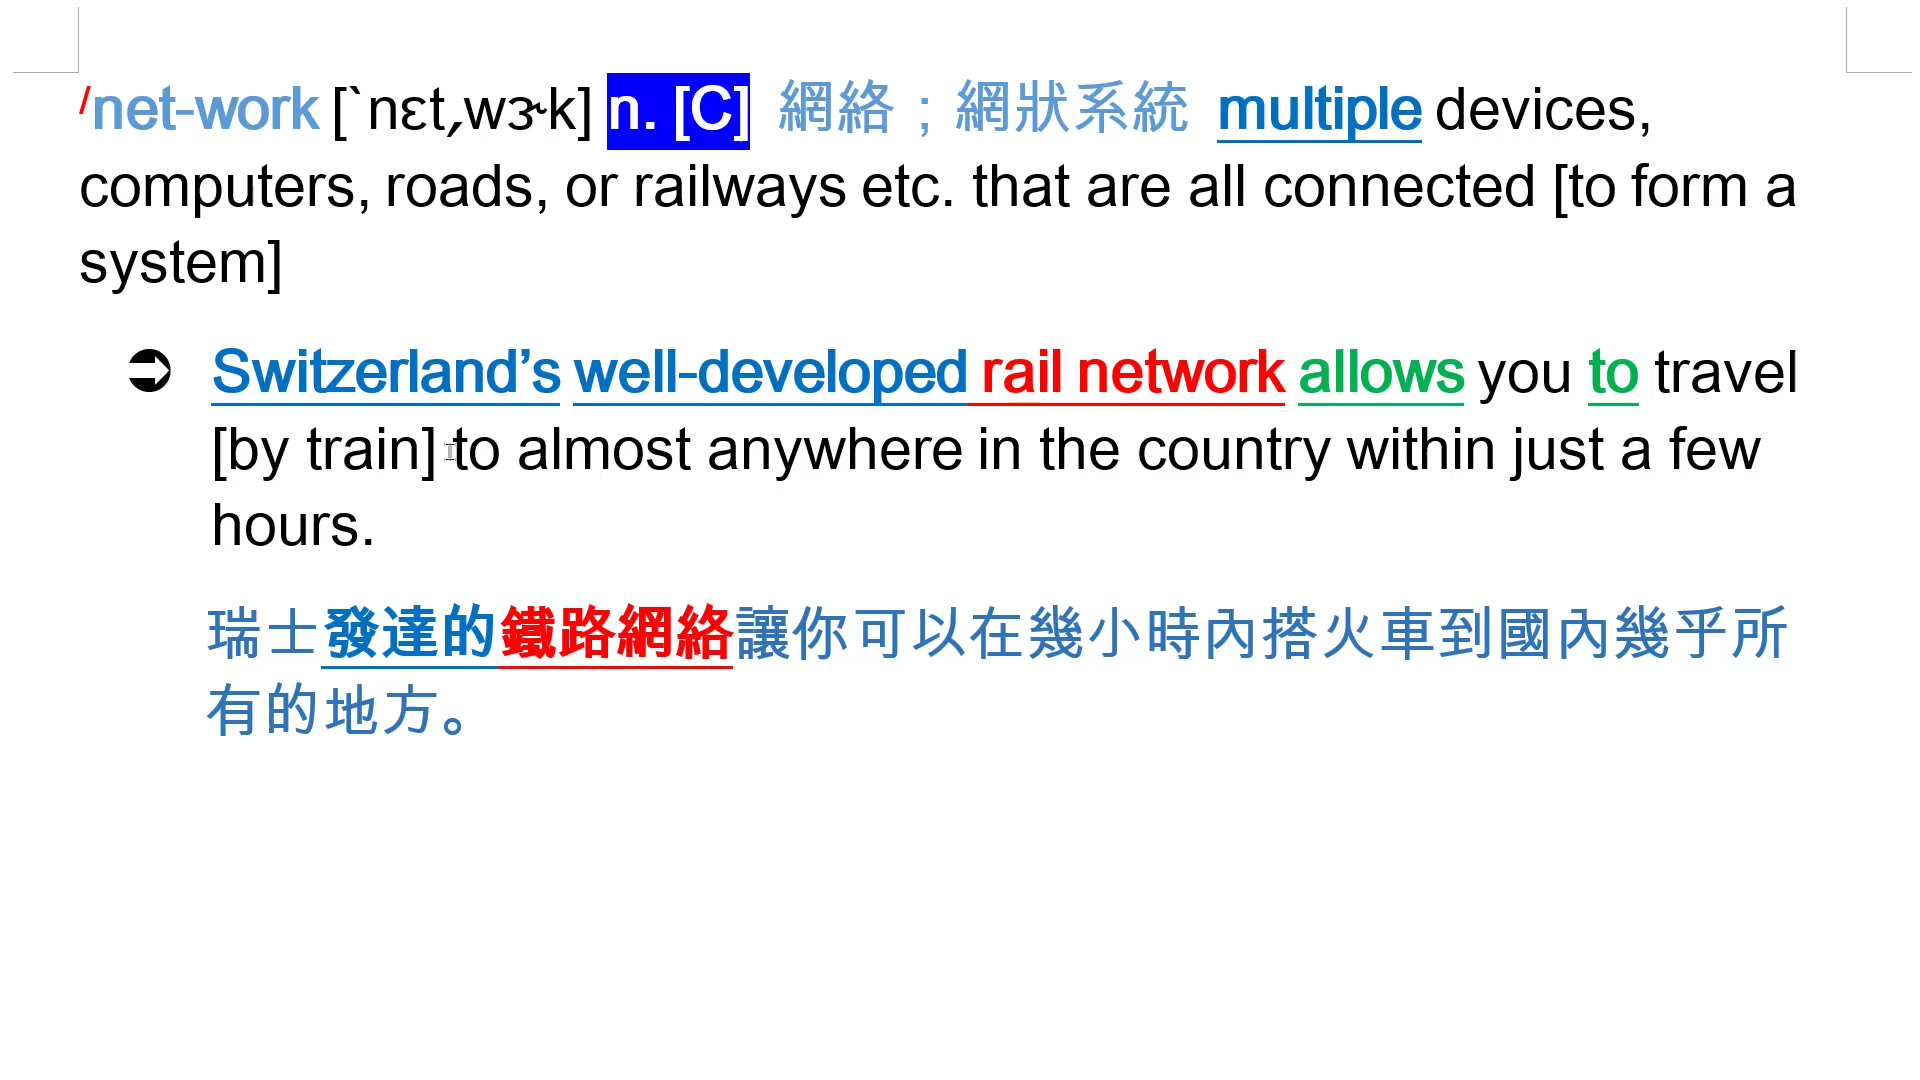 /net-work [ˋnɛtˏwɝk] n. [C] 網絡；網狀系統 multiple devices,
computers, roads, or railways etc. that are all connected [to form a
system]
➲ Switzerland’s well-developed rail network allows you to travel
[by train] to almost anywhere in the country within just a few
hours.
瑞士發達的鐵路網絡讓你可以在幾小時內搭火車到國內幾乎所
有的地方。